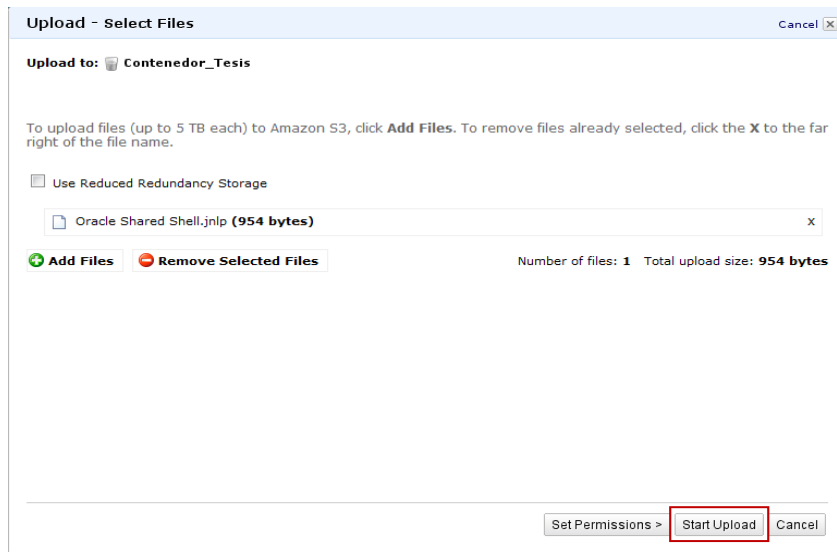 Upload - Select Files
Cancel x
Upload to: Contenedor_Tesis
To upload files (up to 5 TB each) to Amazon S3, click Add Files. To remove files already selected, click the X to the far
right of the file name.
Use Reduced Redundancy Storage
Oracle Shared Shell.jnlp (954 bytes) x
Add Files Remove Selected Files Number of files: 1 Total upload size: 954 bytes
Set Permissions > Start Upload Cancel